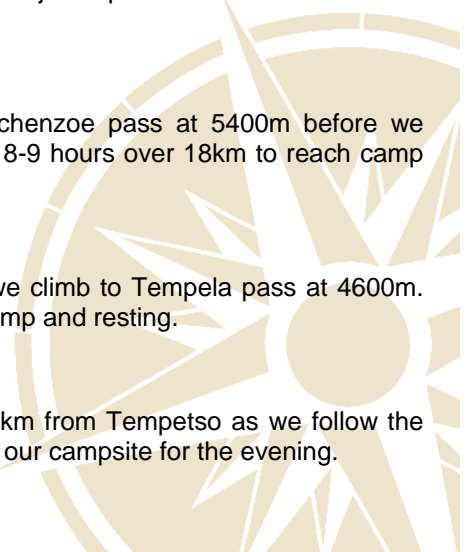 chenzoe pass at 5400m before we
8-9 hours over 18km to reach camp
we climb to Tempela pass at 4600m.
mp and resting.
km from Tempetso as we follow the
our campsite for the evening.